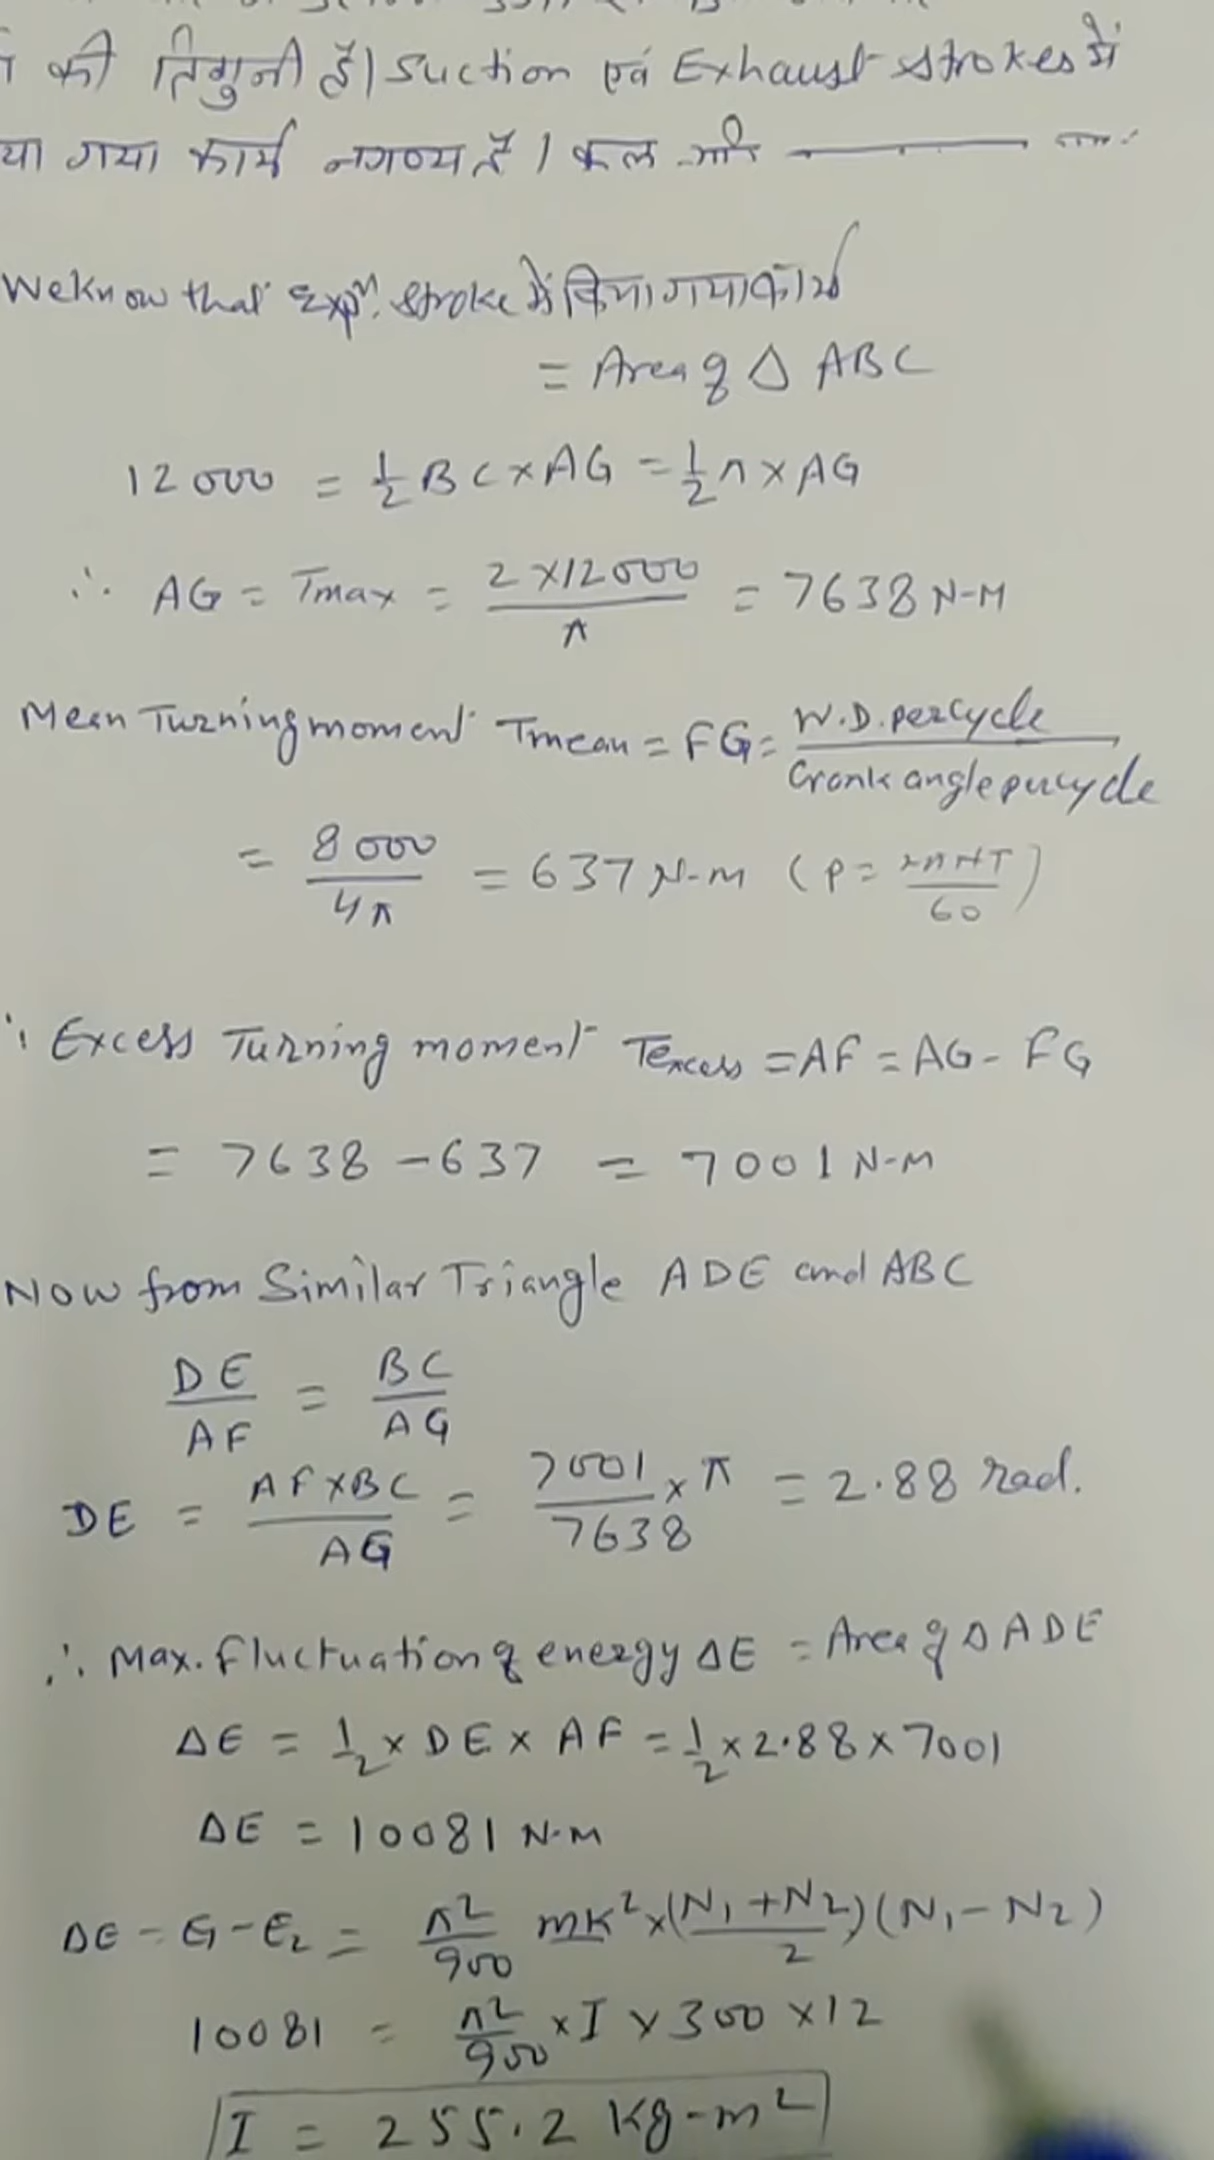 की तिगुनी है। Suction एवं Exhaust strokes में
या गया कार्य नगण्य है।
We know that Expⁿ. stroke में किया गया कार्य
= Area of Δ ABC
12000 = 1/2 BC × AG = 1/2 π × AG
∴ AG = Tmax = 2×12000/π = 7638 N-M
Mean Turning moment Tmean = FG = W.D. per cycle/Crank angle per cycle
= 8000/4π = 637 N-m (P = 2πNT/60)
∴ Excess Turning moment Texcess = AF = AG - FG
= 7638 - 637 = 7001 N-M
Now from Similar Triangle ADE and ABC
DE/AF = BC/AG
DE = AF×BC/AG = 7001/7638 × π = 2.88 rad.
∴ Max. fluctuation of energy ΔE = Area of Δ ADE
ΔE = 1/2 × DE × AF = 1/2 × 2.88 × 7001
ΔE = 10081 N-M
ΔE = E1 - E2 = π²/900 mK² × (N1 + N2/2) (N1 - N2)
10081 = π²/900 × I × 300 × 12
I = 255.2 Kg-m²